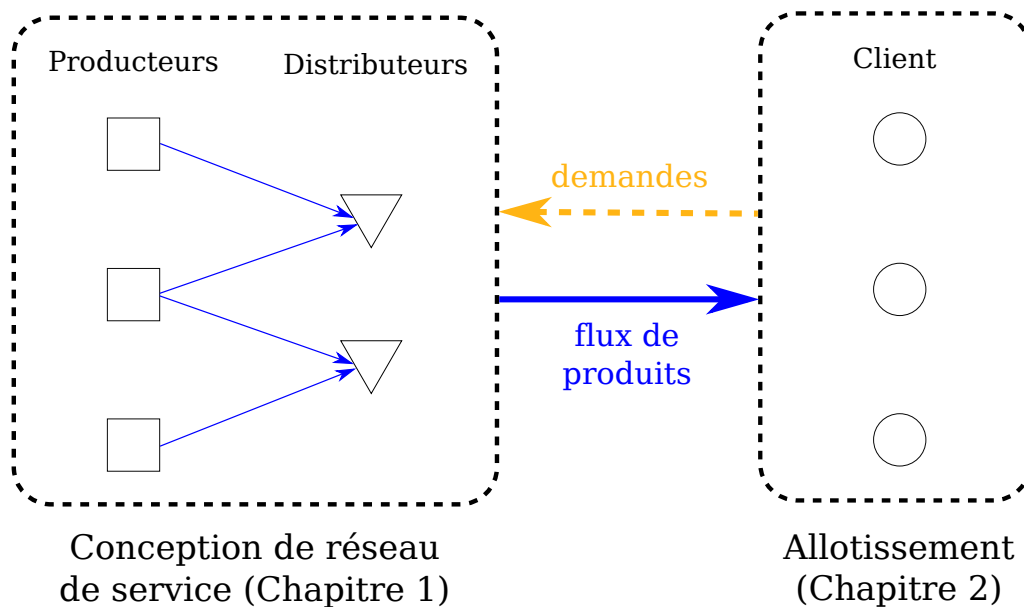 Producteurs
Distributeurs
Client
demandes
flux de
produits
Conception de réseau
de service (Chapitre 1)
Allotissement
(Chapitre 2)